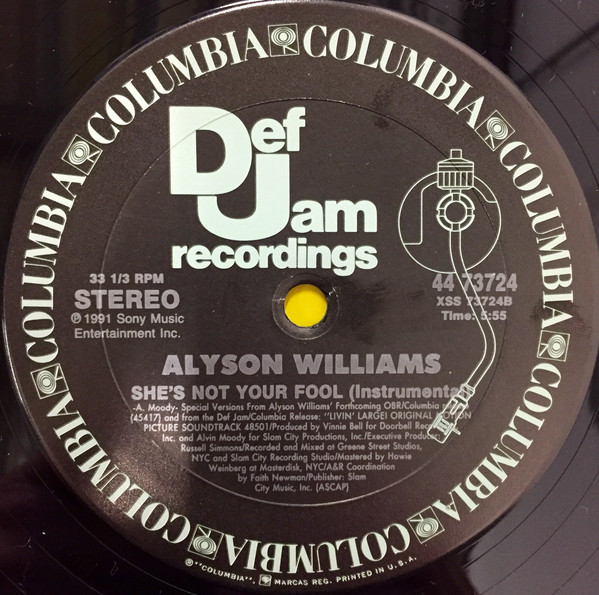 COLUMBIA COLUMBIA COLUMBIA COLUMBIA COLUMBIA COLUMBIA COLUMBIA COLUMBIA
Def
Jam
recordings
33 1/3 RPM
STEREO
℗ 1991 Sony Music
Entertainment Inc.
44 73724
XSS 73724B
Time: 5:55
ALYSON WILLIAMS
SHE'S NOT YOUR FOOL (Instrumental)
-A. Moody- Special Versions From Alyson Williams' Forthcoming OBR/Columbia
(45417) and from the Def Jam/Columbia Release: "LIVIN' LARGE! ORIGINAL MOTION
PICTURE SOUNDTRACK 48501/Produced by Vinnie Bell for Doorbell
Inc. and Alvin Moody for Slam City Productions, Inc./Executive Producer
Russell Simmons/Recorded and Mixed at Greene Street Studios,
NYC and Slam City Recording Studio/Mastered by Howie
Weinberg at Masterdisk, NYC/A&R Coordination
by Faith Newman/Publisher: Slam
City Music, Inc. (ASCAP)
® "COLUMBIA", MARCAS REG. PRINTED IN U.S.A.